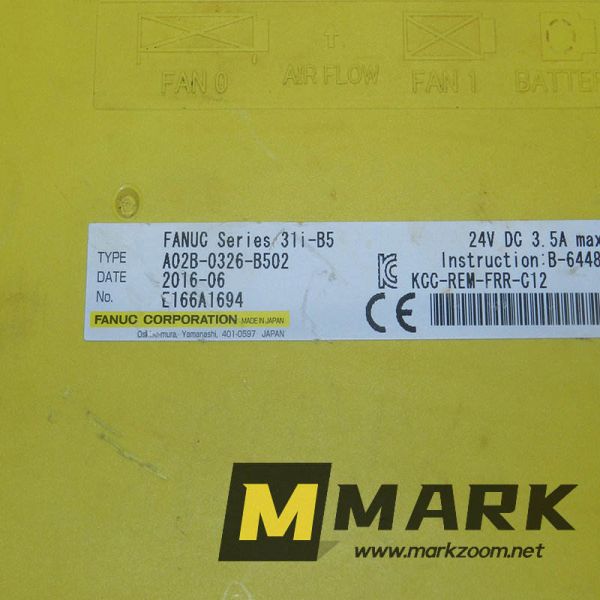 FAN 0 AIR FLOW FAN 1
FANUC Series 31i-B5 24V DC 3.5A max
TYPE A02B-0326-B502 Instruction:B-6448
DATE 2016-06 KCC-REM-FRR-C12
No. E166A1694
FANUC CORPORATION MADE IN JAPAN
Yamanashi, 401-0597 JAPAN
CE
M MARK
www.markzoom.net